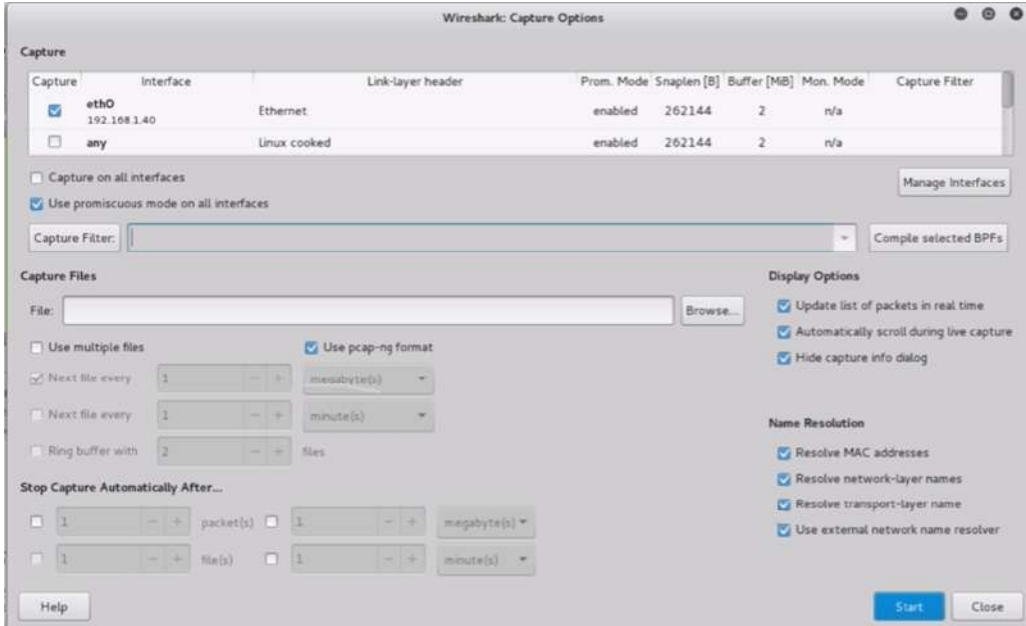 Wireshark: Capture Options
Capture
Capture Interface Link-layer header Prom. Mode Snaplen [B] Buffer [MiB] Mon. Mode Capture Filter
eth0
192.168.1.40 Ethernet enabled 262144 2 n/a
any Linux cooked enabled 262144 2 n/a
Capture on all interfaces
Manage Interfaces
Use promiscuous mode on all interfaces
Capture Filter: Compile selected BPFs
Capture Files Display Options
File: Browse... Update list of packets in real time
Automatically scroll during live capture
Use multiple files Use pcap-ng format Hide capture info dialog
Next file every 1 - + megabyte(s)
Next file every 1 - + minute(s)
Name Resolution
Ring buffer with 2 - + files Resolve MAC addresses
Resolve network-layer names
Stop Capture Automatically After...
Resolve transport-layer name
1 - + packet(s) 1 - + megabyte(s)
Use external network name resolver
1 - + file(s) 1 - + minute(s)
Help Start Close